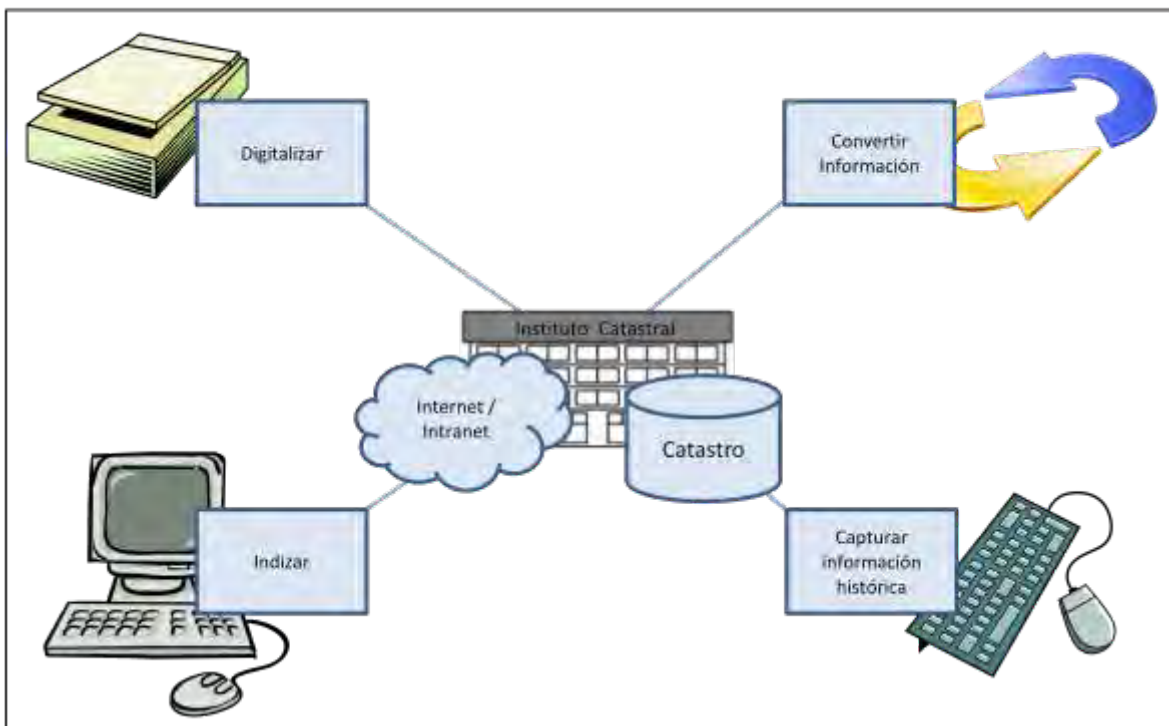 Digitalizar
Convertir
Información
Instituto Catastral
Internet /
Intranet
Catastro
Indizar
Capturar
información
histórica